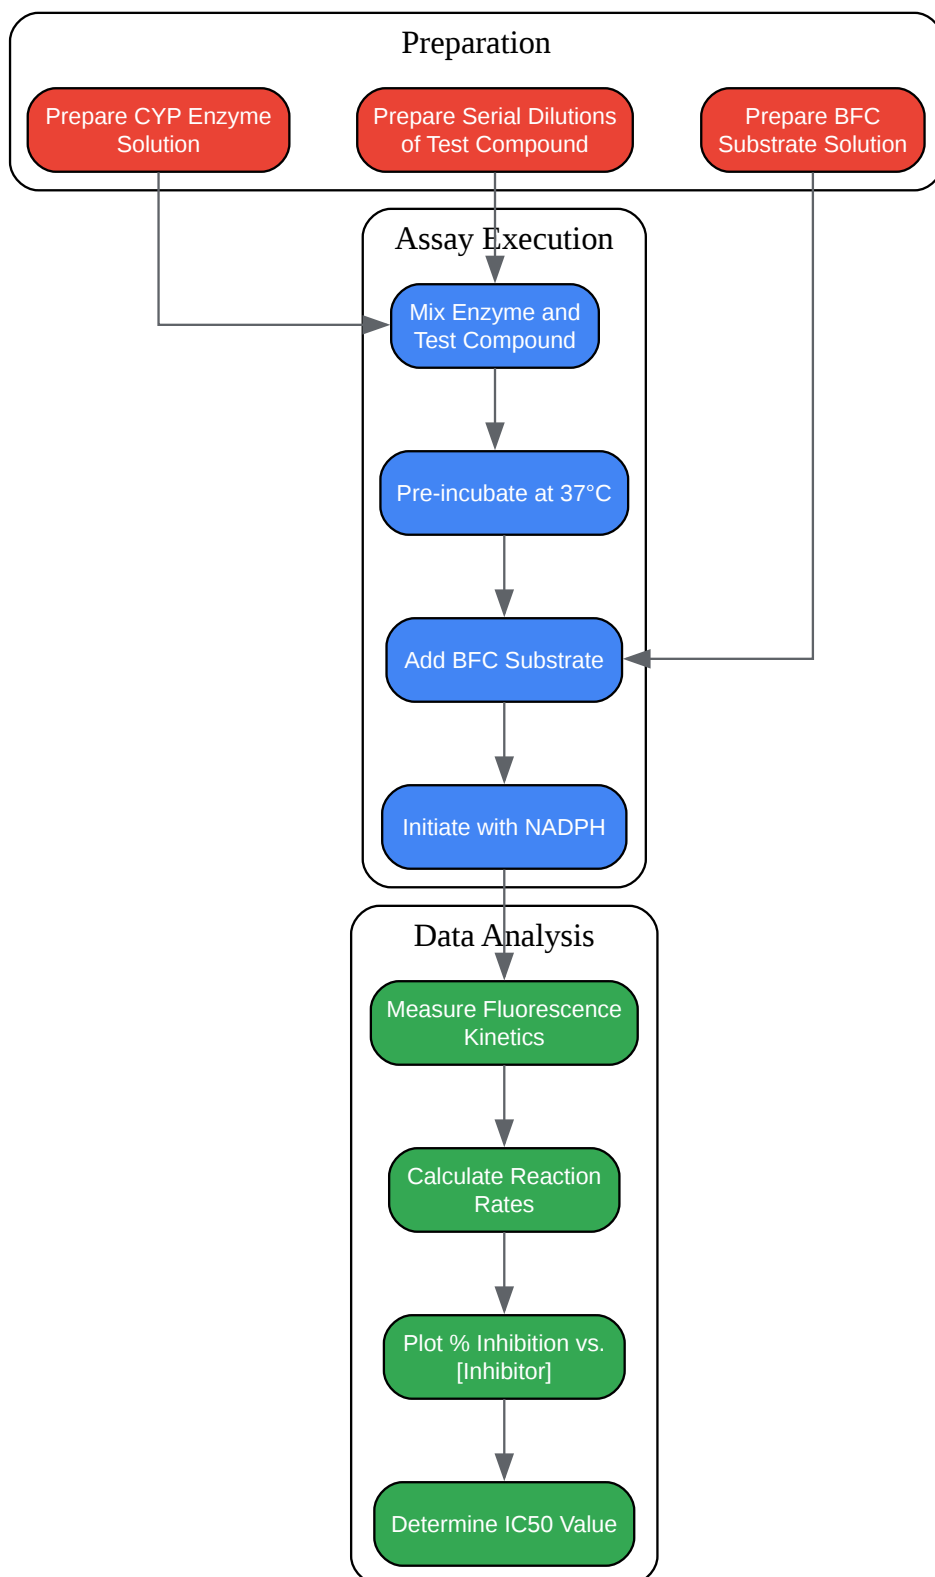 Preparation
Prepare CYP Enzyme
Solution
Prepare Serial Dilutions
of Test Compound
Prepare BFC
Substrate Solution
Assay Execution
Mix Enzyme and
Test Compound
Pre-incubate at 37°C
Add BFC Substrate
Initiate with NADPH
Data Analysis
Measure Fluorescence
Kinetics
Calculate Reaction
Rates
Plot % Inhibition vs.
[Inhibitor]
Determine IC50 Value